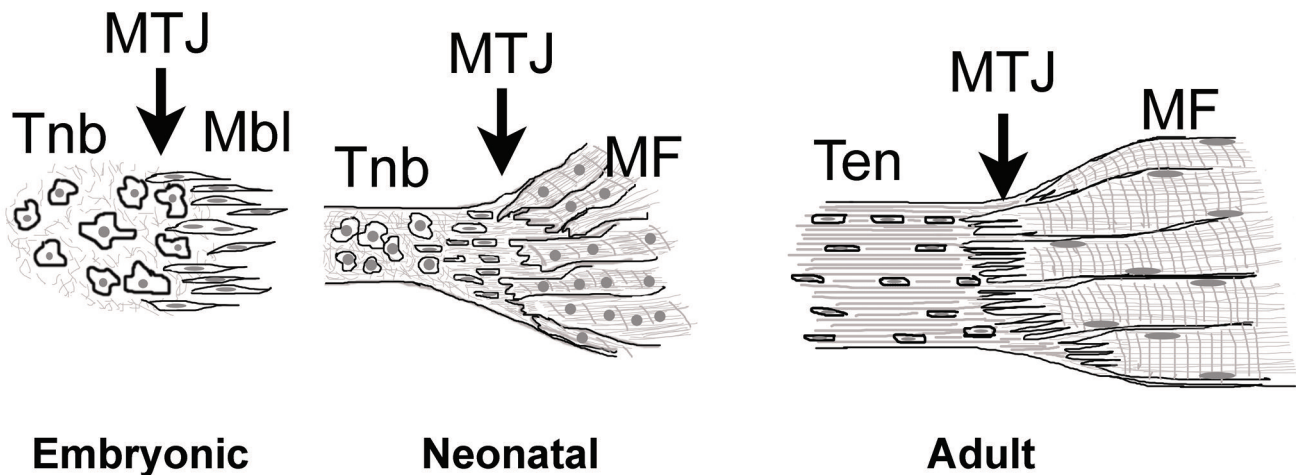 MTJ
Tnb
Mbl
Embryonic
MTJ
Tnb
MF
Neonatal
MTJ
Ten
MF
Adult